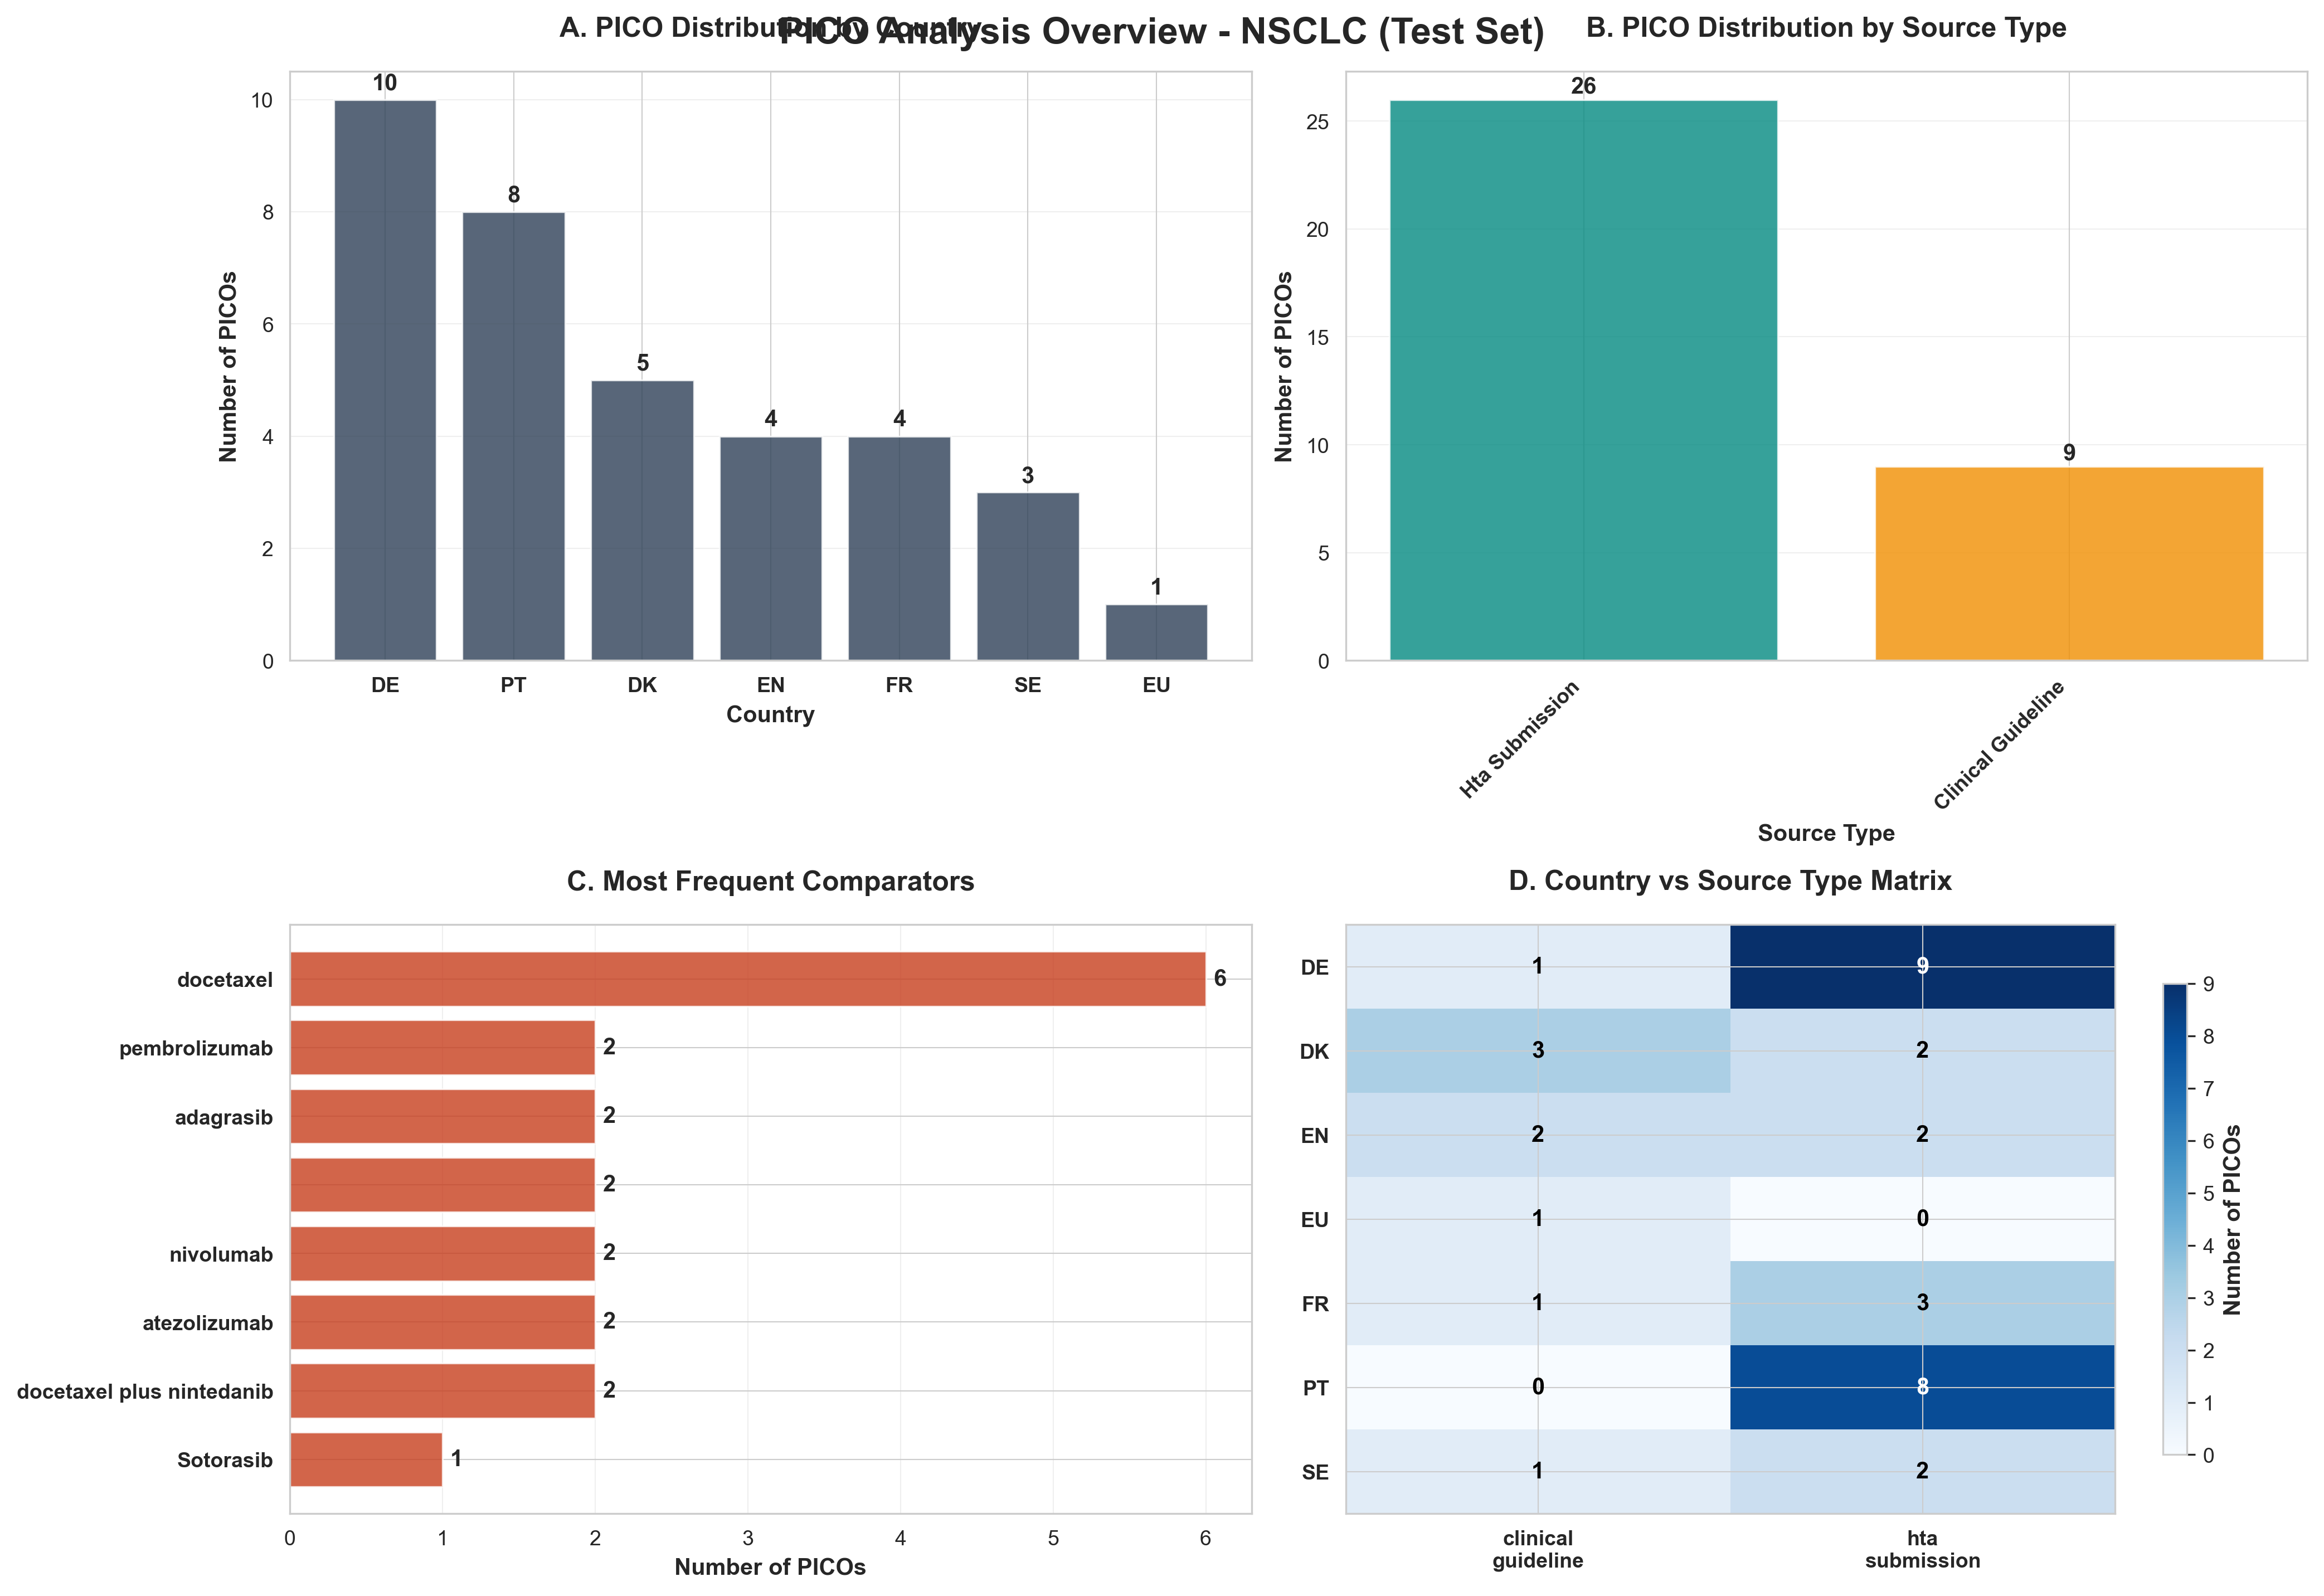 PICO Analysis Overview - NSCLC (Test Set)
A. PICO Distribution by Country
10
8
5
4
4
3
1
10
8
6
4
2
0
Number of PICOs
DE PT DK EN FR SE EU
Country
B. PICO Distribution by Source Type
26
9
25
20
15
10
5
0
Number of PICOs
Hta Submission
Clinical Guideline
Source Type
C. Most Frequent Comparators
docetaxel 6
pembrolizumab 2
adagrasib 2
2
nivolumab 2
atezolizumab 2
docetaxel plus nintedanib 2
Sotorasib 1
0 1 2 3 4 5 6
Number of PICOs
D. Country vs Source Type Matrix
DE 1 9
DK 3 2
EN 2 2
EU 1 0
FR 1 3
PT 0 8
SE 1 2
clinical
guideline
hta
submission
9
8
7
6
5
4
3
2
1
0
Number of PICOs